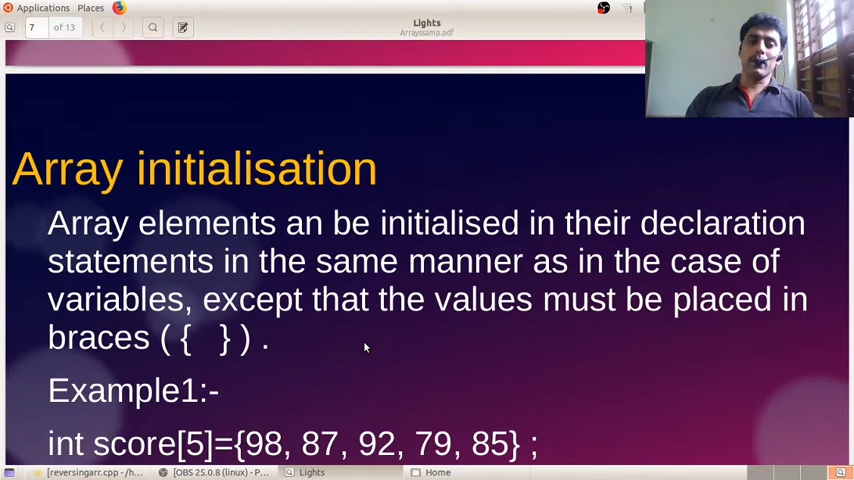 Applications Places
Lights
Arrayssamp.pdf
7 of 13
Array initialisation
Array elements an be initialised in their declaration
statements in the same manner as in the case of
variables, except that the values must be placed in
braces ( {   } ) .
Example1:-
int score[5]={98, 87, 92, 79, 85} ;
[reversingarr.cpp - /h...
[OBS 25.0.8 (linux) - P...
Lights
Home